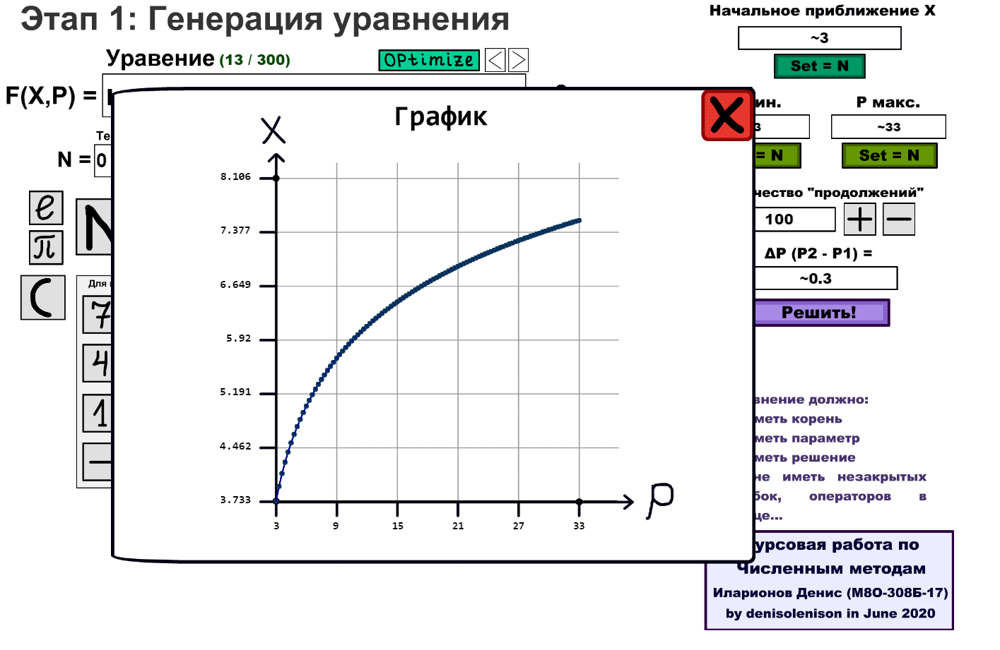 Этап 1: Генерация уравнения
Начальное приближение X
~3
Set = N
Уравение (13 / 300)
OPtimize
< >
F(X,P) =
ин.
P макс.
3
~33
= N
Set = N
Те
N = 0
e
π
N
(
Для
7
4
1
−
чество "продолжений"
100
+ −
ΔP (P2 - P1) =
~0.3
Решить!
График
X
X
8.106
7.377
6.649
5.92
5.191
4.462
3.733
3 9 15 21 27 33
P
внение должно:
меть корень
меть параметр
меть решение
не иметь незакрытых
бок, операторов в
це...
урсовая работа по
Численным методам
Иларионов Денис (М8О-308Б-17)
by denisolenison in June 2020